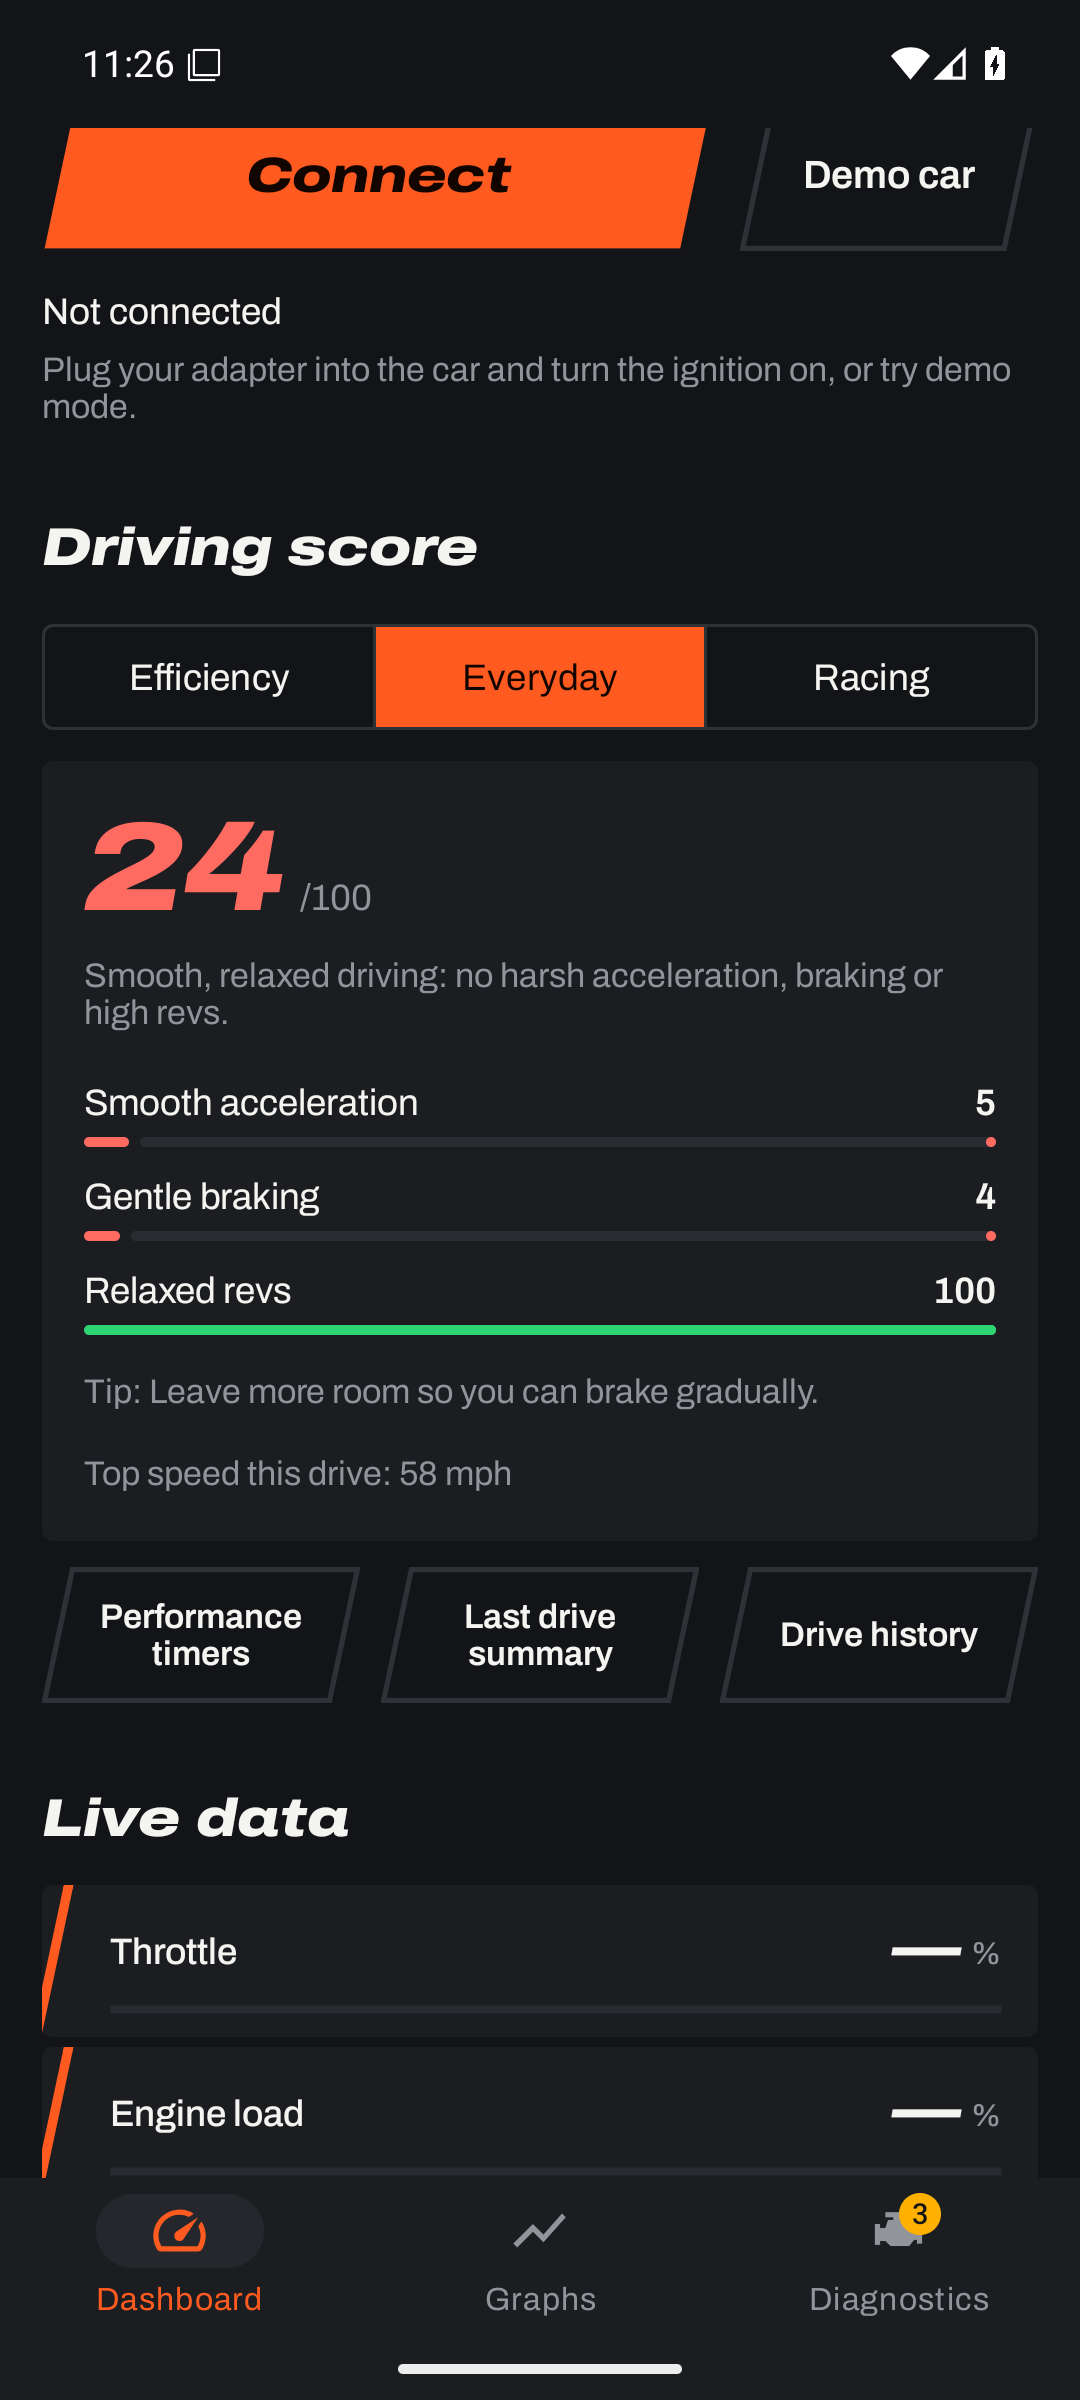 11:26
Connect
Demo car
Not connected
Plug your adapter into the car and turn the ignition on, or try demo
mode.
Driving score
Efficiency
Everyday
Racing
24 /100
Smooth, relaxed driving: no harsh acceleration, braking or
high revs.
Smooth acceleration 5
Gentle braking 4
Relaxed revs 100
Tip: Leave more room so you can brake gradually.
Top speed this drive: 58 mph
Performance
timers
Last drive
summary
Drive history
Live data
Throttle — %
Engine load — %
3
Dashboard
Graphs
Diagnostics